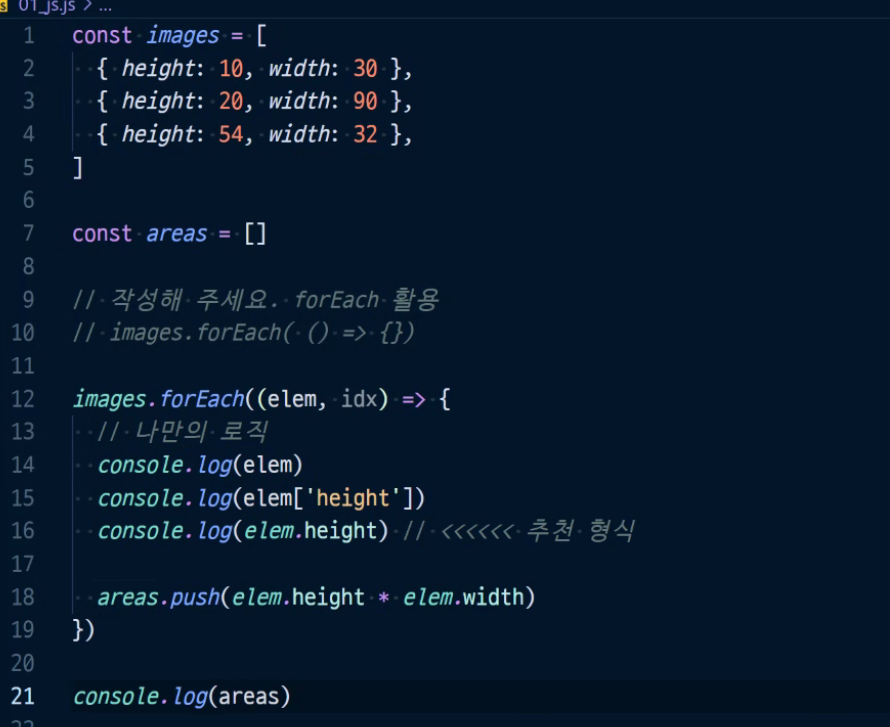 01_js.js > ...
1 const images = [
2 { height: 10, width: 30 },
3 { height: 20, width: 90 },
4 { height: 54, width: 32 },
5 ]
6
7 const areas = []
8
9 // 작성해 주세요. forEach 활용
10 // images.forEach( () => {})
11
12 images.forEach((elem, idx) => {
13 // 나만의 로직
14 console.log(elem)
15 console.log(elem['height'])
16 console.log(elem.height) // <<<<<< 추천 형식
17
18 areas.push(elem.height * elem.width)
19 })
20
21 console.log(areas)
22